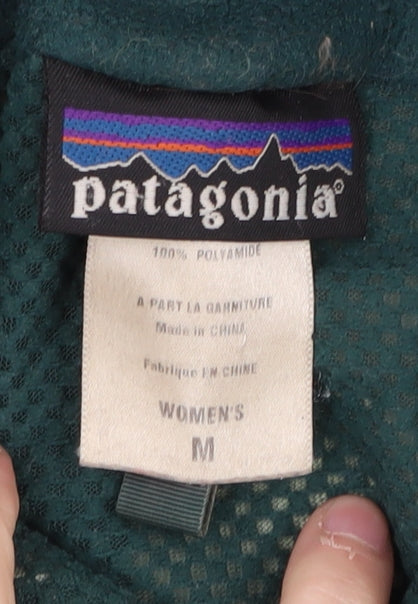 patagonia®
100% POLYAMIDE
A PART LA GARNITURE
Made in CHINA
Fabrique EN CHINE
WOMEN'S
M